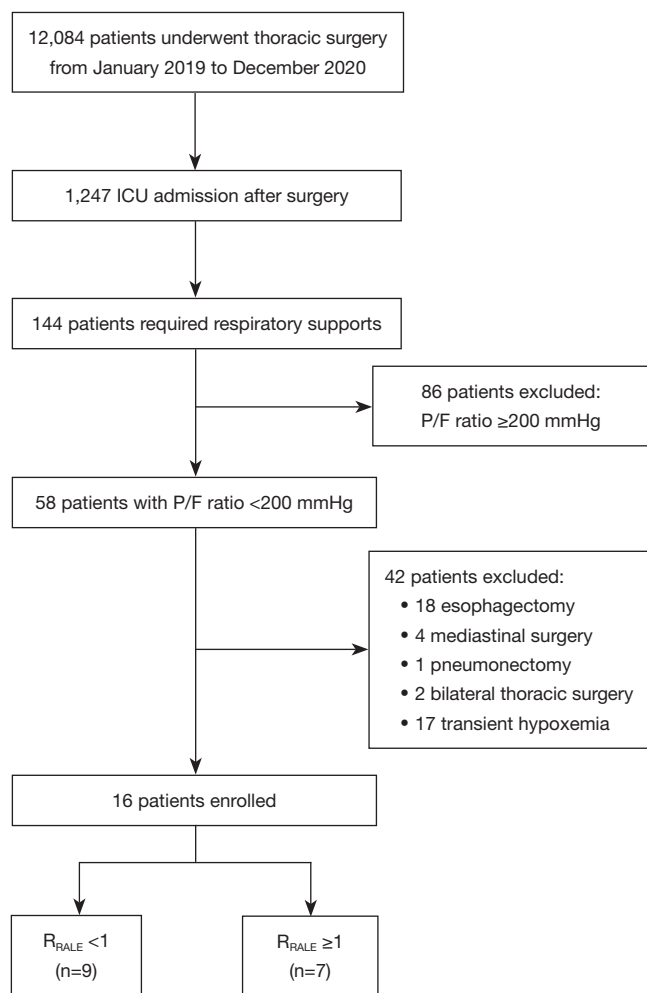 12,084 patients underwent thoracic surgery
from January 2019 to December 2020
1,247 ICU admission after surgery
144 patients required respiratory supports
86 patients excluded:
P/F ratio ≥200 mmHg
58 patients with P/F ratio <200 mmHg
42 patients excluded:
• 18 esophagectomy
• 4 mediastinal surgery
• 1 pneumonectomy
• 2 bilateral thoracic surgery
• 17 transient hypoxemia
16 patients enrolled
RRALE <1
(n=9)
RRALE ≥1
(n=7)